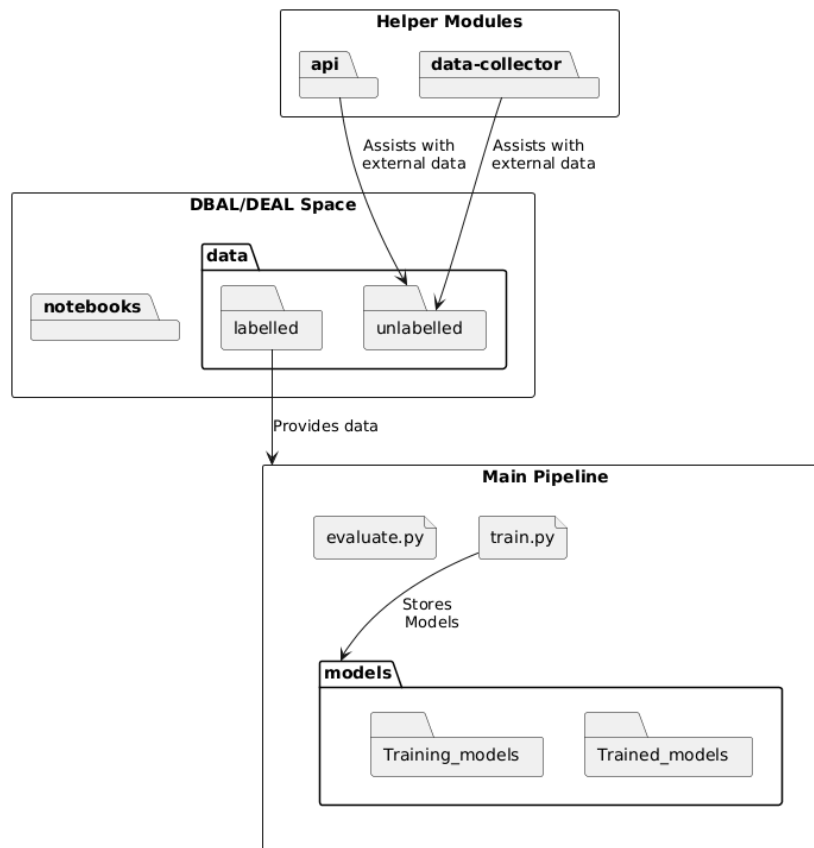 Helper Modules
api
data-collector
Assists with
external data
Assists with
external data
DBAL/DEAL Space
data
notebooks
labelled
unlabelled
Provides data
Main Pipeline
evaluate.py
train.py
Stores
Models
models
Training_models
Trained_models